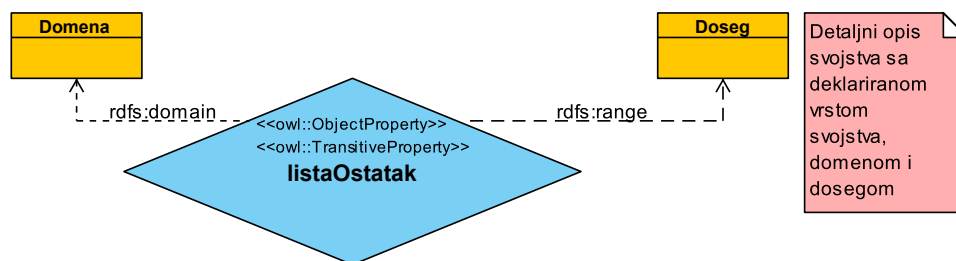 Domena
Doseg
Detaljni opis
svojstva sa
deklariranom
vrstom
svojstva,
domenom i
dosegom
rdfs:domain
rdfs:range
<<owl::ObjectProperty>>
<<owl::TransitiveProperty>>
listaOstatak